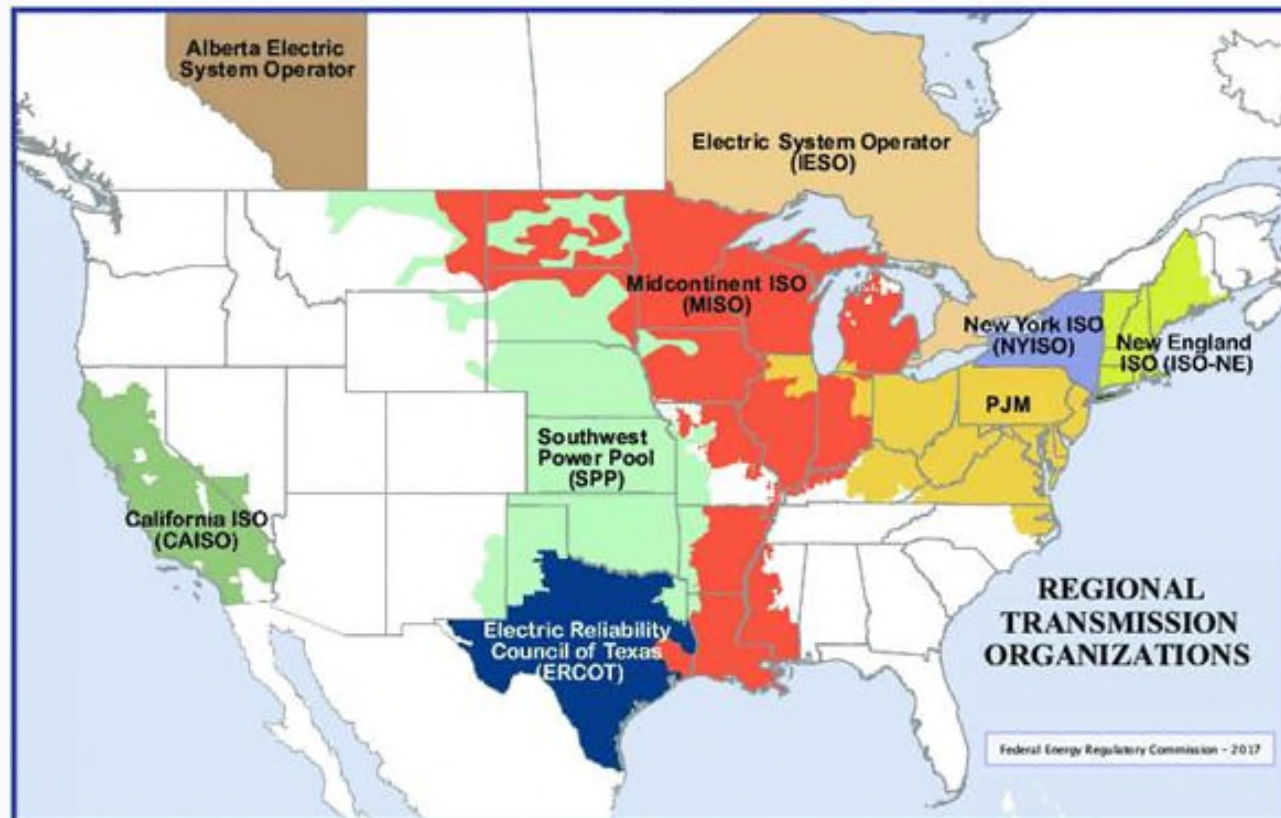 Alberta Electric
System Operator
Electric System Operator
(IESO)
Midcontinent ISO
(MISO)
New York ISO
(NYISO)
New England
ISO (ISO-NE)
PJM
Southwest
Power Pool
(SPP)
California ISO
(CAISO)
Electric Reliability
Council of Texas
(ERCOT)
REGIONAL
TRANSMISSION
ORGANIZATIONS
Federal Energy Regulatory Commission - 2017